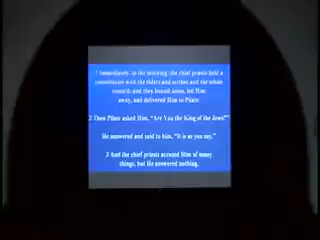 1 Immediately, in the morning, the chief priests held a
consultation with the elders and scribes and the whole
council; and they bound Jesus, led Him
away, and delivered Him to Pilate.
2 Then Pilate asked Him, "Are You the King of the Jews?"
He answered and said to him, "It is as you say."
3 And the chief priests accused Him of many
things, but He answered nothing.